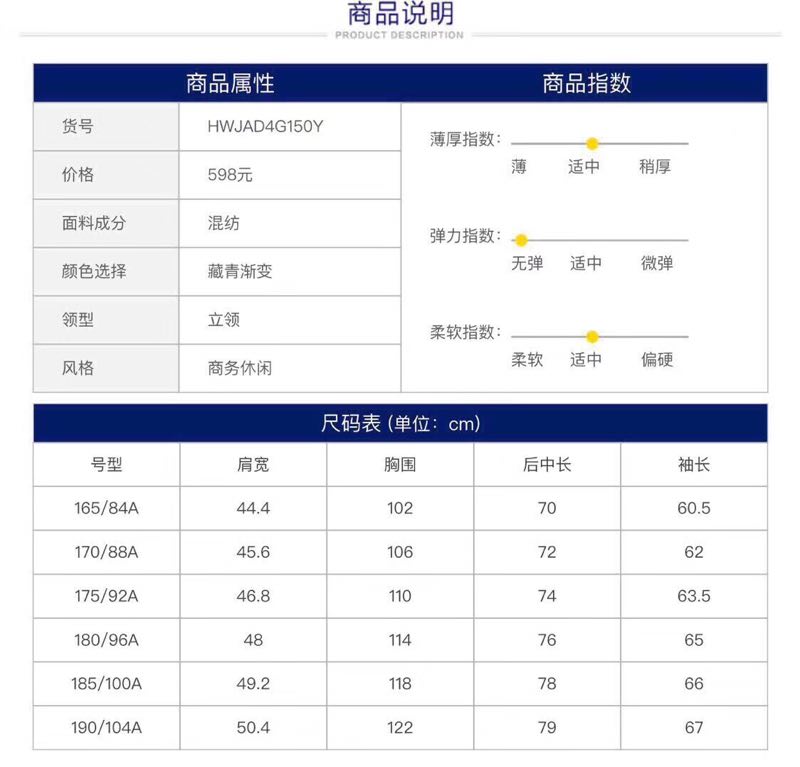 商品说明
PRODUCT DESCRIPTION
商品属性 商品指数
货号 HWJAD4G150Y
价格 598元
面料成分 混纺
颜色选择 藏青渐变
领型 立领
风格 商务休闲
薄厚指数：
薄 适中 稍厚
弹力指数：
无弹 适中 微弹
柔软指数：
柔软 适中 偏硬
尺码表 (单位：cm)
号型 肩宽 胸围 后中长 袖长
165/84A 44.4 102 70 60.5
170/88A 45.6 106 72 62
175/92A 46.8 110 74 63.5
180/96A 48 114 76 65
185/100A 49.2 118 78 66
190/104A 50.4 122 79 67